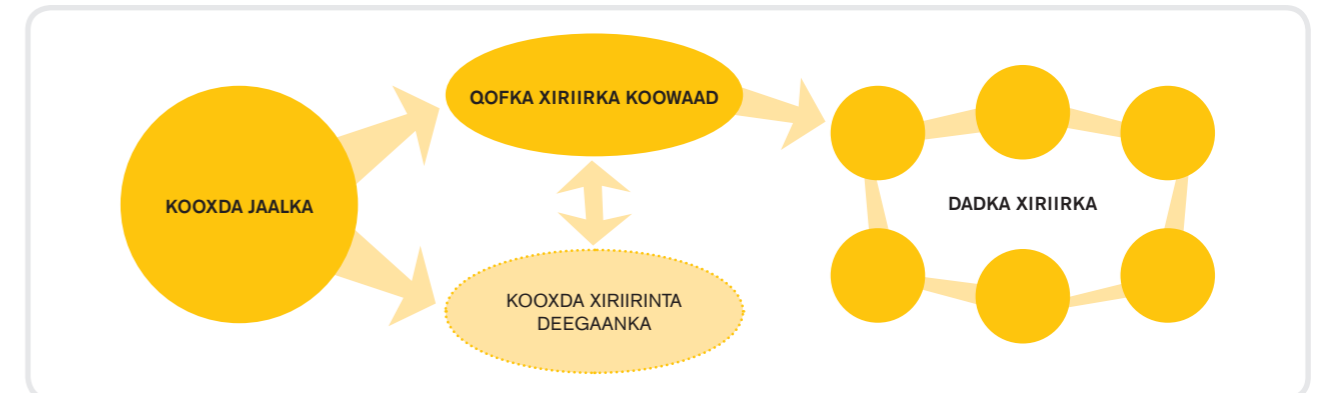 KOOXDA JAALKA
QOFKA XIRIIRKA KOOWAAD
KOOXDA XIRIIRINTA
DEEGAANKA
DADKA XIRIIRKA